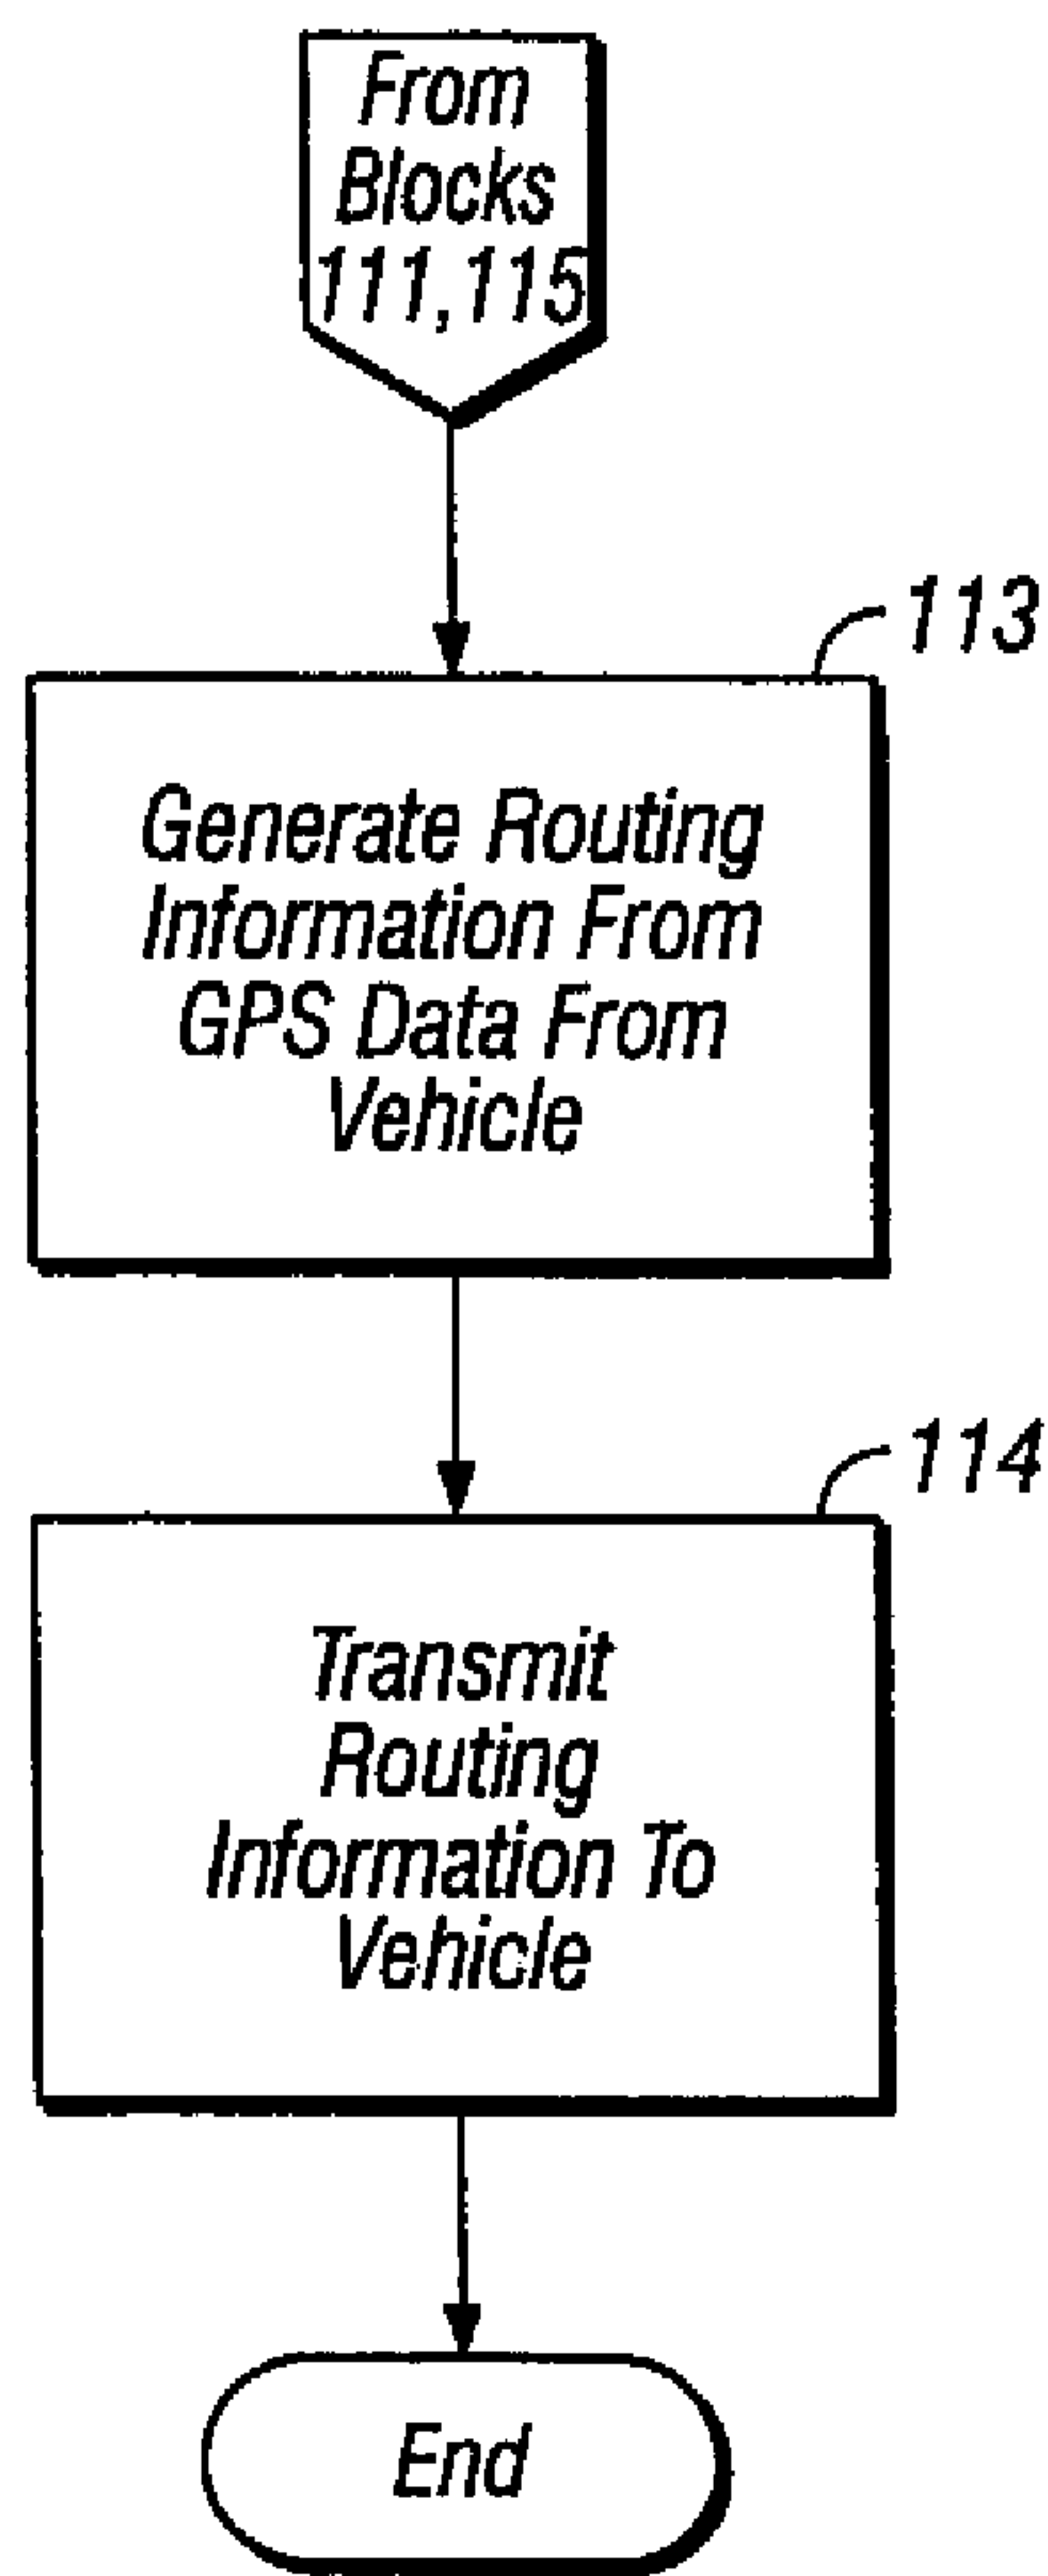 From
Blocks
111, 115
113
Generate Routing
Information From
GPS Data From
Vehicle
114
Transmit
Routing
Information To
Vehicle
End